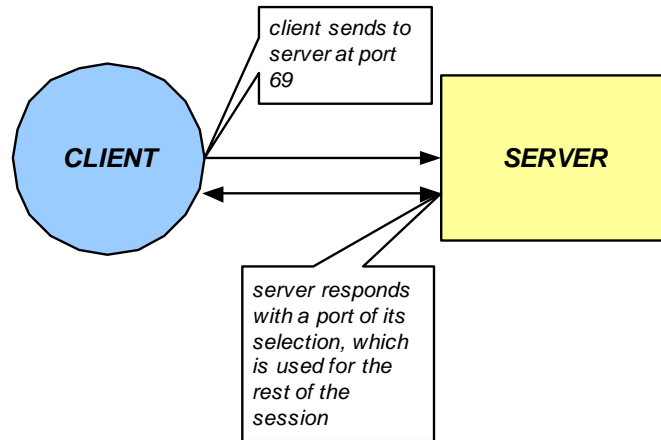 client sends to
server at port
69
CLIENT
SERVER
server responds
with a port of its
selection, which
is used for the
rest of the
session